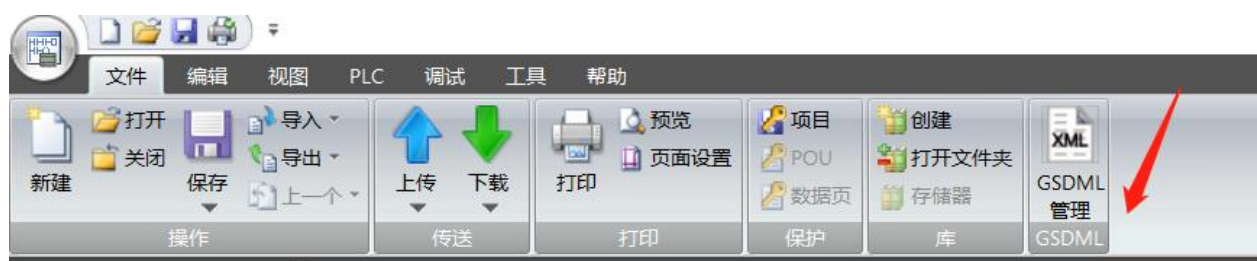 文件 编辑 视图 PLC 调试 工具 帮助
新建
打开
关闭
保存
导入
导出
上一个
操作
上传
下载
传送
打印
预览
页面设置
打印
项目
POU
数据页
保护
创建
打开文件夹
存储器
库
XML
GSDML
管理
GSDML